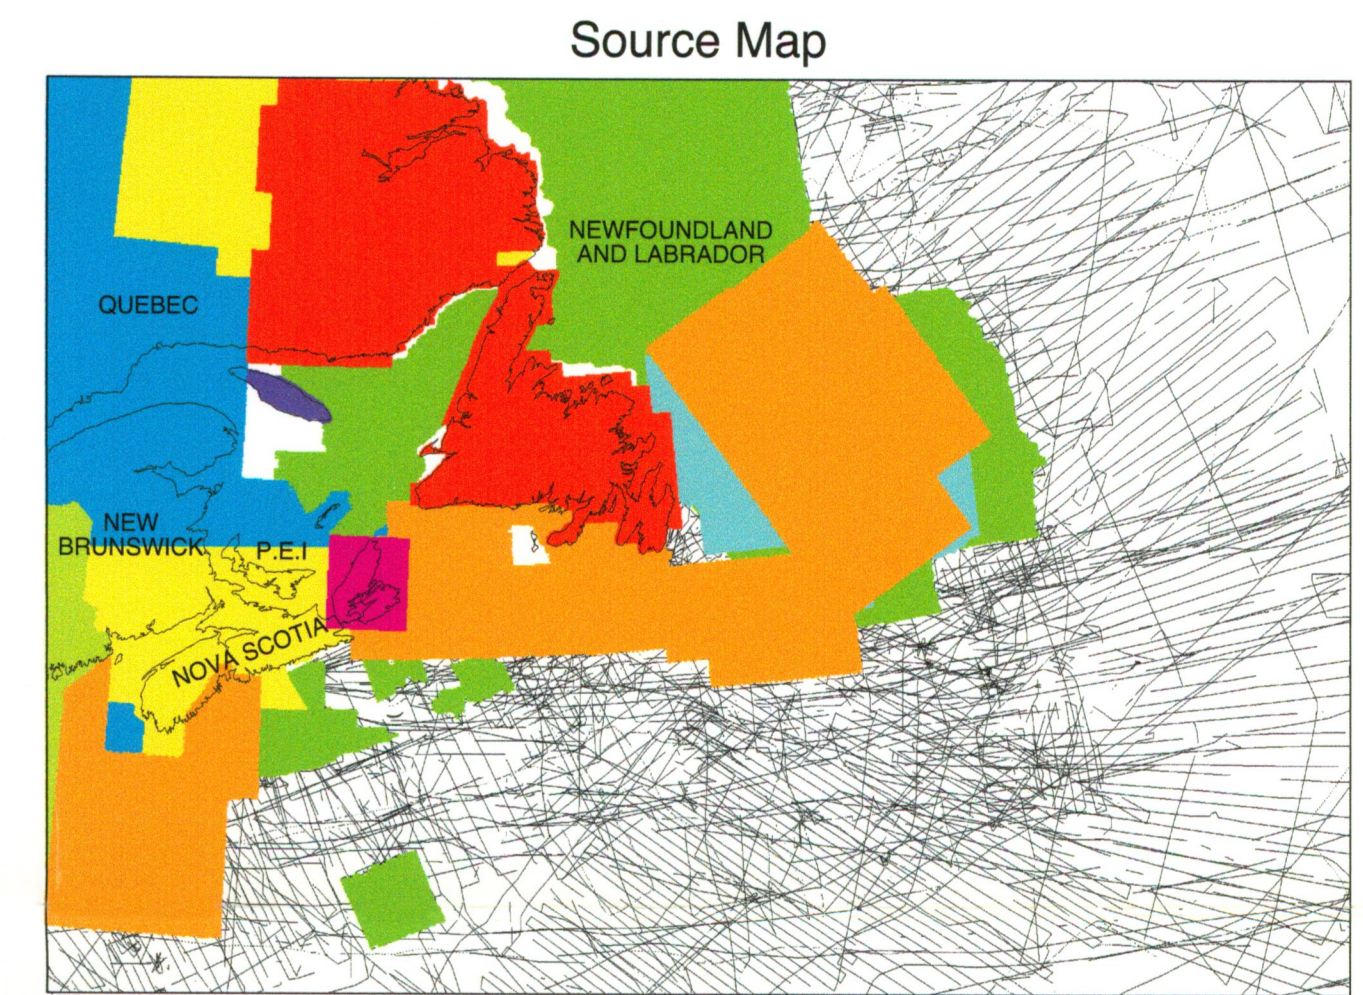 Source Map
NEWFOUNDLAND
AND LABRADOR
QUEBEC
NEW
BRUNSWICK
P.E.I
NOVA SCOTIA